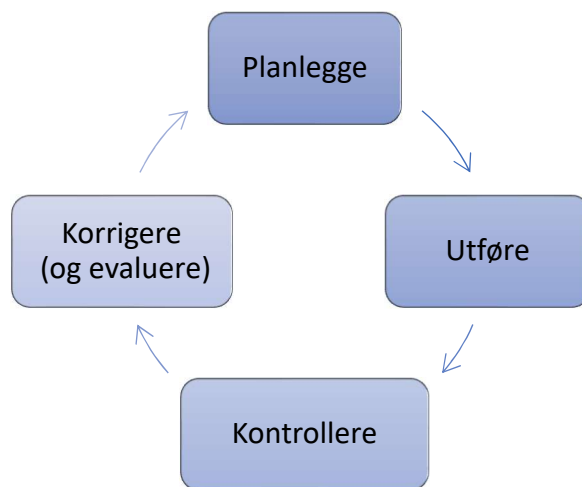 Planlegge
Utføre
Kontrollere
Korrigere
(og evaluere)